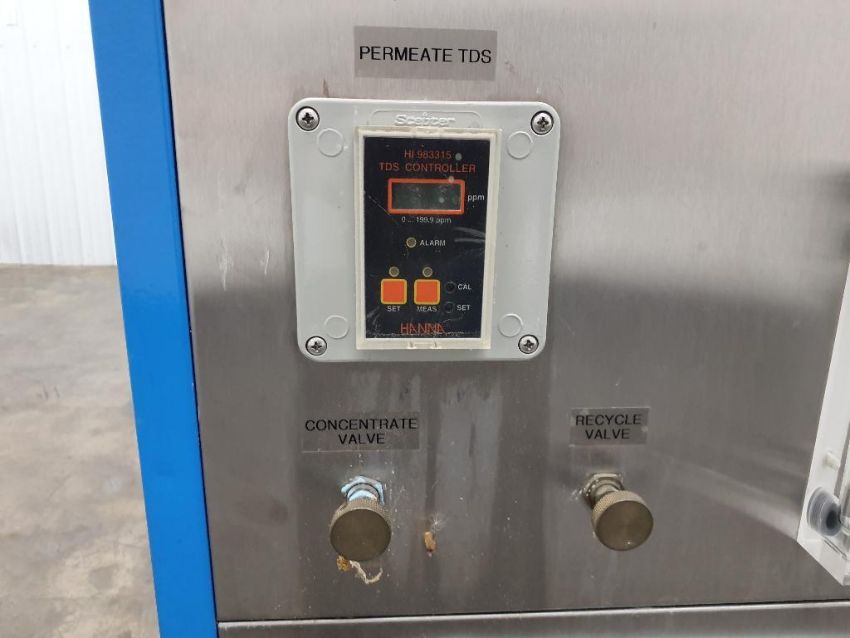 PERMEATE TDS
HI 983315
TDS CONTROLLER
ppm
0 ... 199.9 ppm
ALARM
CAL
SET MEAS SET
HANNA
CONCENTRATE
VALVE
RECYCLE
VALVE